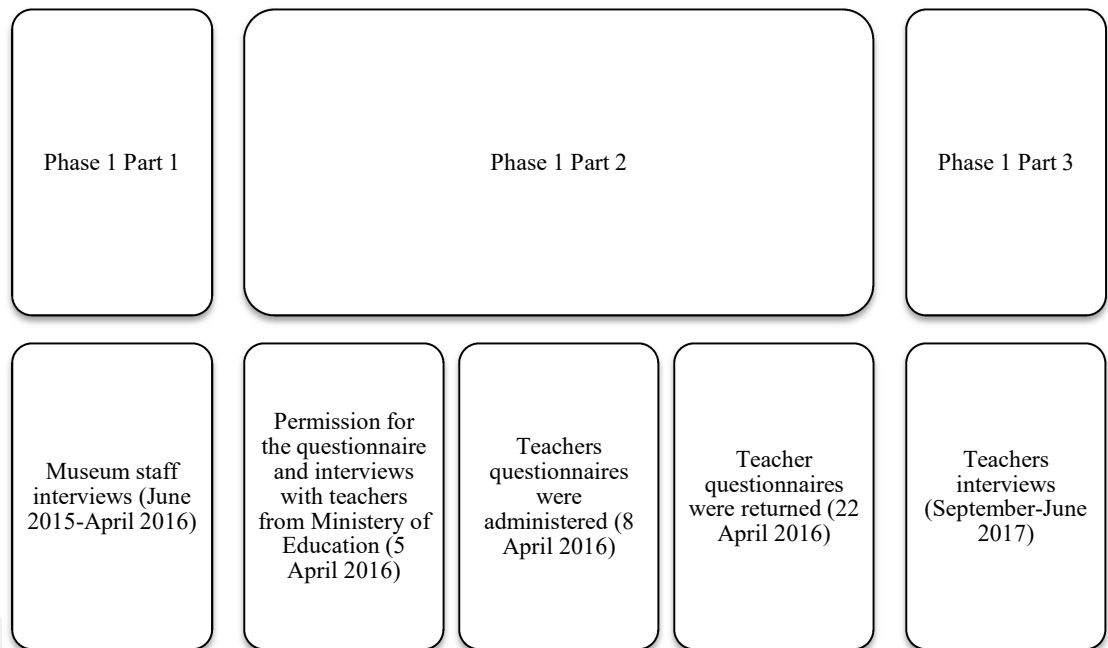 Phase 1 Part 1
Phase 1 Part 2
Phase 1 Part 3
Museum staff
interviews (June
2015-April 2016)
Permission for
the questionnaire
and interviews
with teachers
from Ministery of
Education (5
April 2016)
Teachers
questionnaires
were
administered (8
April 2016)
Teacher
questionnaires
were returned (22
April 2016)
Teachers
interviews
(September-June
2017)